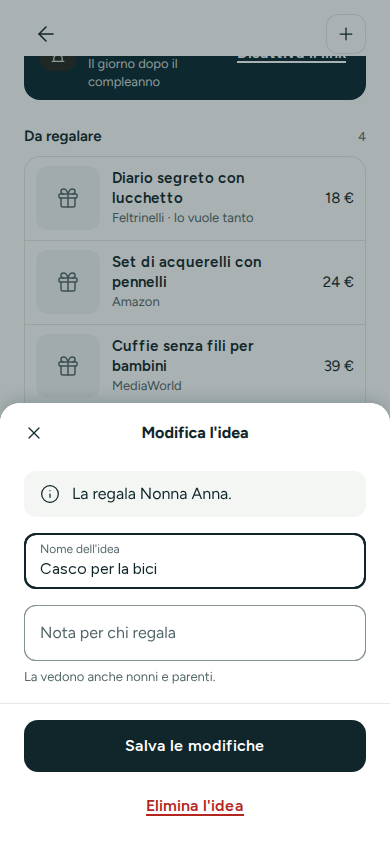 Il giorno dopo il
compleanno
Da regalare
4
Diario segreto con
lucchetto
Feltrinelli · lo vuole tanto
18 €
Set di acquerelli con
pennelli
Amazon
24 €
Cuffie senza fili per
bambini
MediaWorld
39 €
Modifica l'idea
La regala Nonna Anna.
Nome dell'idea
Casco per la bici
Nota per chi regala
La vedono anche nonni e parenti.
Salva le modifiche
Elimina l'idea